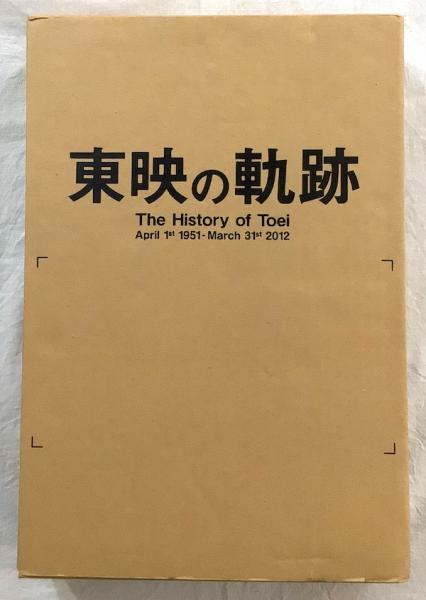 東映の軌跡
The History of Toei
April 1st 1951-March 31st 2012